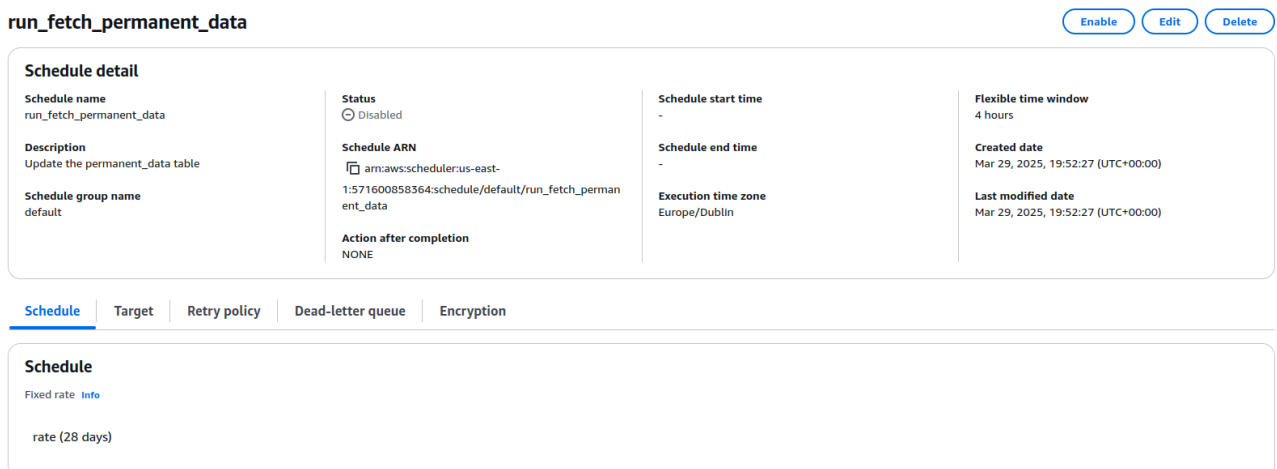 run_fetch_permanent_data
Enable
Edit
Delete
Schedule detail
Schedule name
run_fetch_permanent_data
Description
Update the permanent_data table
Schedule group name
default
Status
Disabled
Schedule ARN
arn:aws:scheduler:us-east-
1:571600858364:schedule/default/run_fetch_perman
ent_data
Action after completion
NONE
Schedule start time
-
Schedule end time
-
Execution time zone
Europe/Dublin
Flexible time window
4 hours
Created date
Mar 29, 2025, 19:52:27 (UTC+00:00)
Last modified date
Mar 29, 2025, 19:52:27 (UTC+00:00)
Schedule
Target
Retry policy
Dead-letter queue
Encryption
Schedule
Fixed rate Info
rate (28 days)